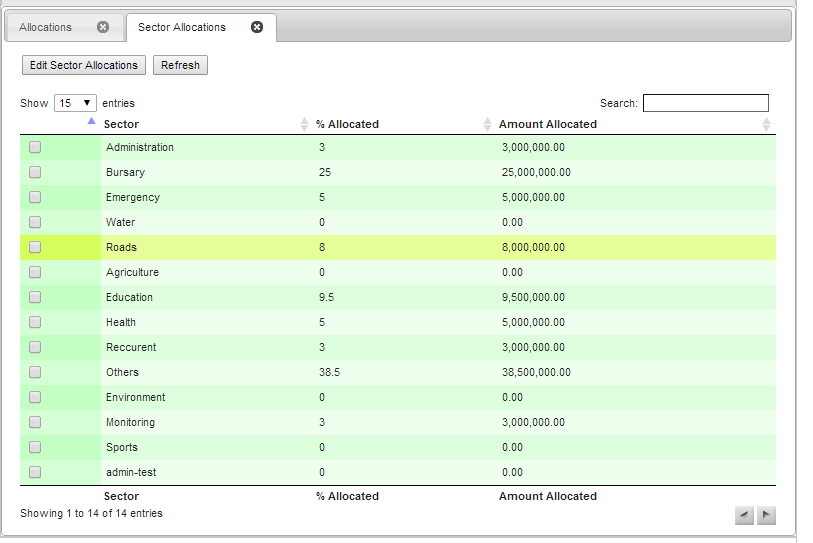 Allocations Sector Allocations
Edit Sector Allocations Refresh
Show 15 entries Search:
Sector % Allocated Amount Allocated
Administration 3 3,000,000.00
Bursary 25 25,000,000.00
Emergency 5 5,000,000.00
Water 0 0.00
Roads 8 8,000,000.00
Agriculture 0 0.00
Education 9.5 9,500,000.00
Health 5 5,000,000.00
Reccurent 3 3,000,000.00
Others 38.5 38,500,000.00
Environment 0 0.00
Monitoring 3 3,000,000.00
Sports 0 0.00
admin-test 0 0.00
Sector % Allocated Amount Allocated
Showing 1 to 14 of 14 entries